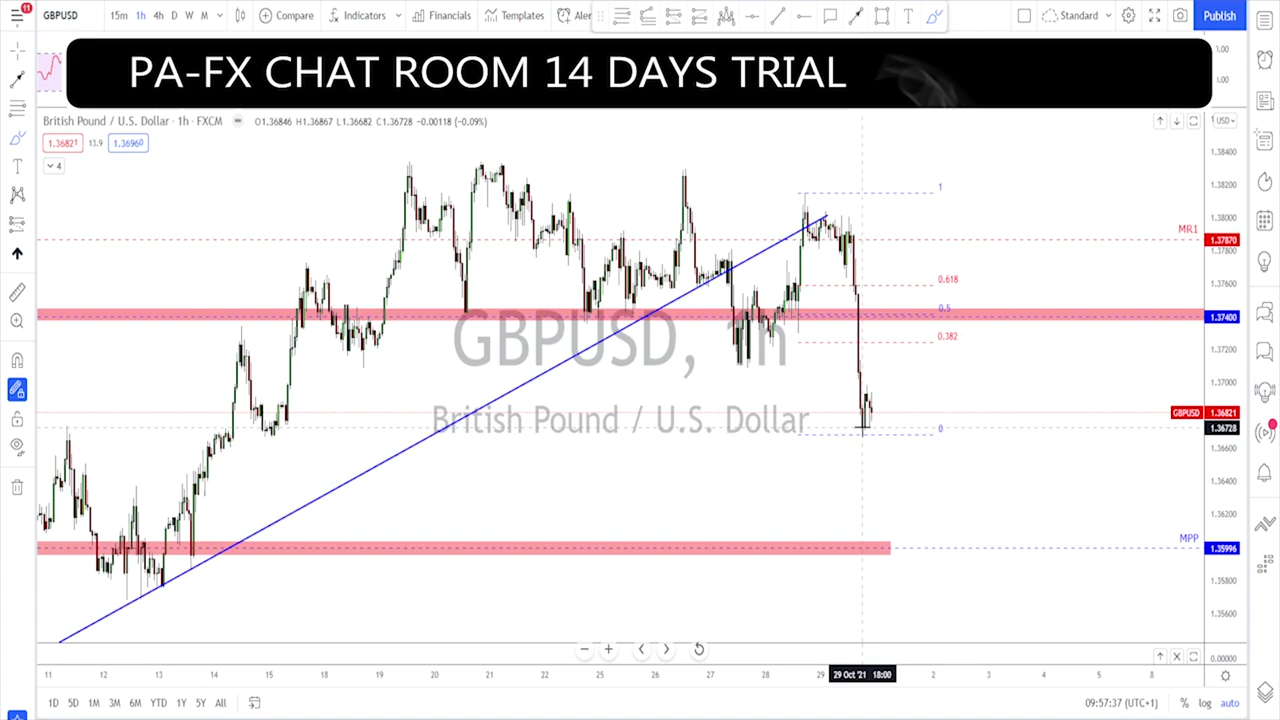 11
GBPUSD 15m 1h 4h D W M Compare Indicators Financials Templates Standard Publish
PA-FX CHAT ROOM 14 DAYS TRIAL
British Pound / U.S. Dollar · 1h · FXCM O1.36846 H1.36867 L1.36682 C1.36728 -0.00118 (-0.09%)
USD
1.36821 13.9 1.36960
4
1.38400
1.38200
1
1.38000
MR1
1.37870
1.37800
0.618
1.37600
0.5
1.37400
0.382
1.37200
GBPUSD, 1h
1.37000
British Pound / U.S. Dollar
GBPUSD 1.36821
0
1.36728
1.36600
1.36400
1.36200
MPP
1.35996
1.35800
1.35600
0.00000
11 12 13 14 15 18 19 20 21 22 25 26 27 28 29 29 Oct '21 18:00 2 3 4 5 8
1D 5D 1M 3M 6M YTD 1Y 5Y All 09:57:37 (UTC+1) % log auto